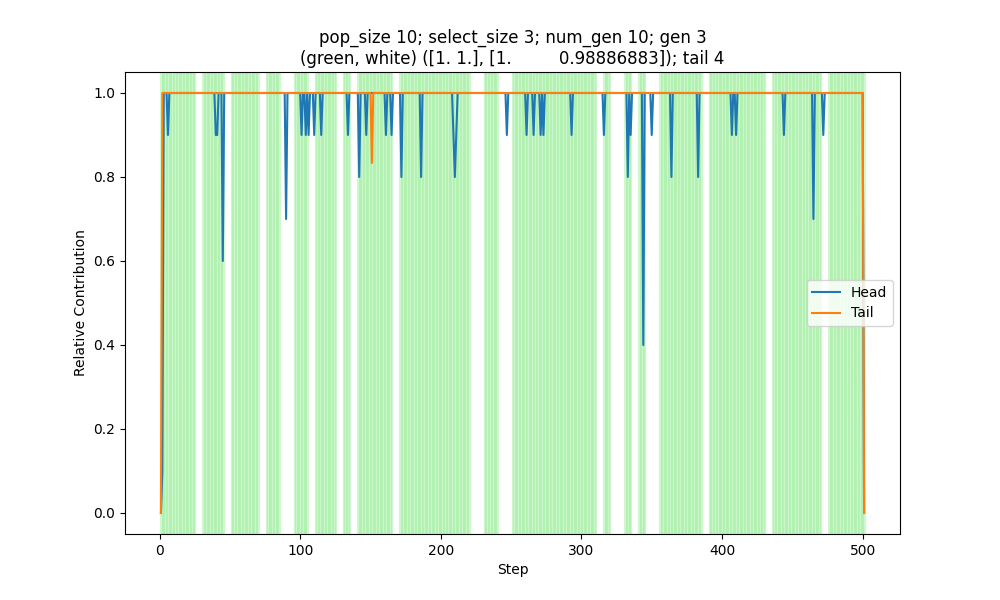 pop_size 10; select_size 3; num_gen 10; gen 3
(green, white) ([1. 1.], [1.          0.98886883]); tail 4
1.0
0.8
0.6
0.4
0.2
0.0
Relative Contribution
Head
Tail
0 100 200 300 400 500
Step